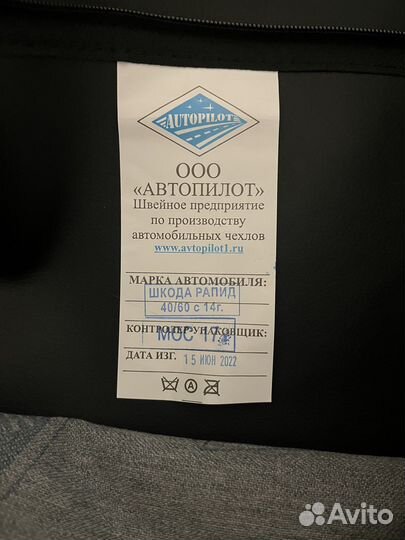 AUTOPILOT
ООО
«АВТОПИЛОТ»
Швейное предприятие
по производству
автомобильных чехлов
www.avtopilot1.ru
МАРКА АВТОМОБИЛЯ:
ШКОДА РАПИД
40/60 с 14г.
КОНТРОЛЕР-УПАКОВЩИК:
МОС 17
ДАТА ИЗГ. 15 ИЮН 2022
A
Avito